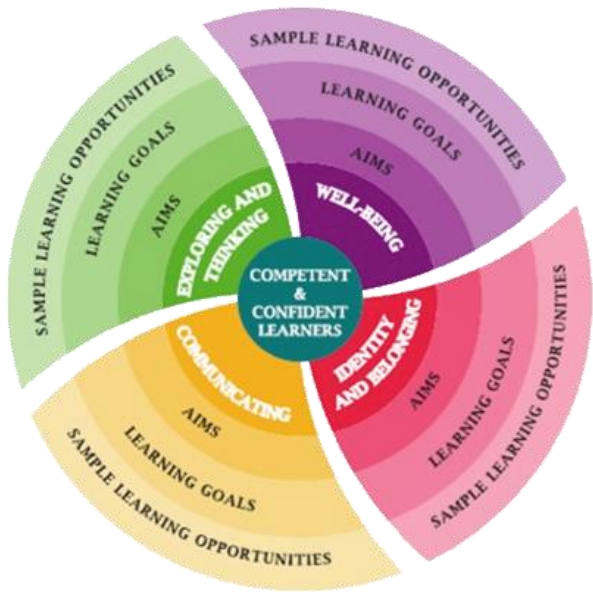 SAMPLE LEARNING OPPORTUNITIES
LEARNING GOALS
AIMS
EXPLORING AND
THINKING
SAMPLE LEARNING OPPORTUNITIES
LEARNING GOALS
AIMS
WELL-BEING
COMPETENT
&
CONFIDENT
LEARNERS
IDENTITY
AND BELONGING
AIMS
LEARNING GOALS
SAMPLE LEARNING OPPORTUNITIES
COMMUNICATING
AIMS
LEARNING GOALS
SAMPLE LEARNING OPPORTUNITIES